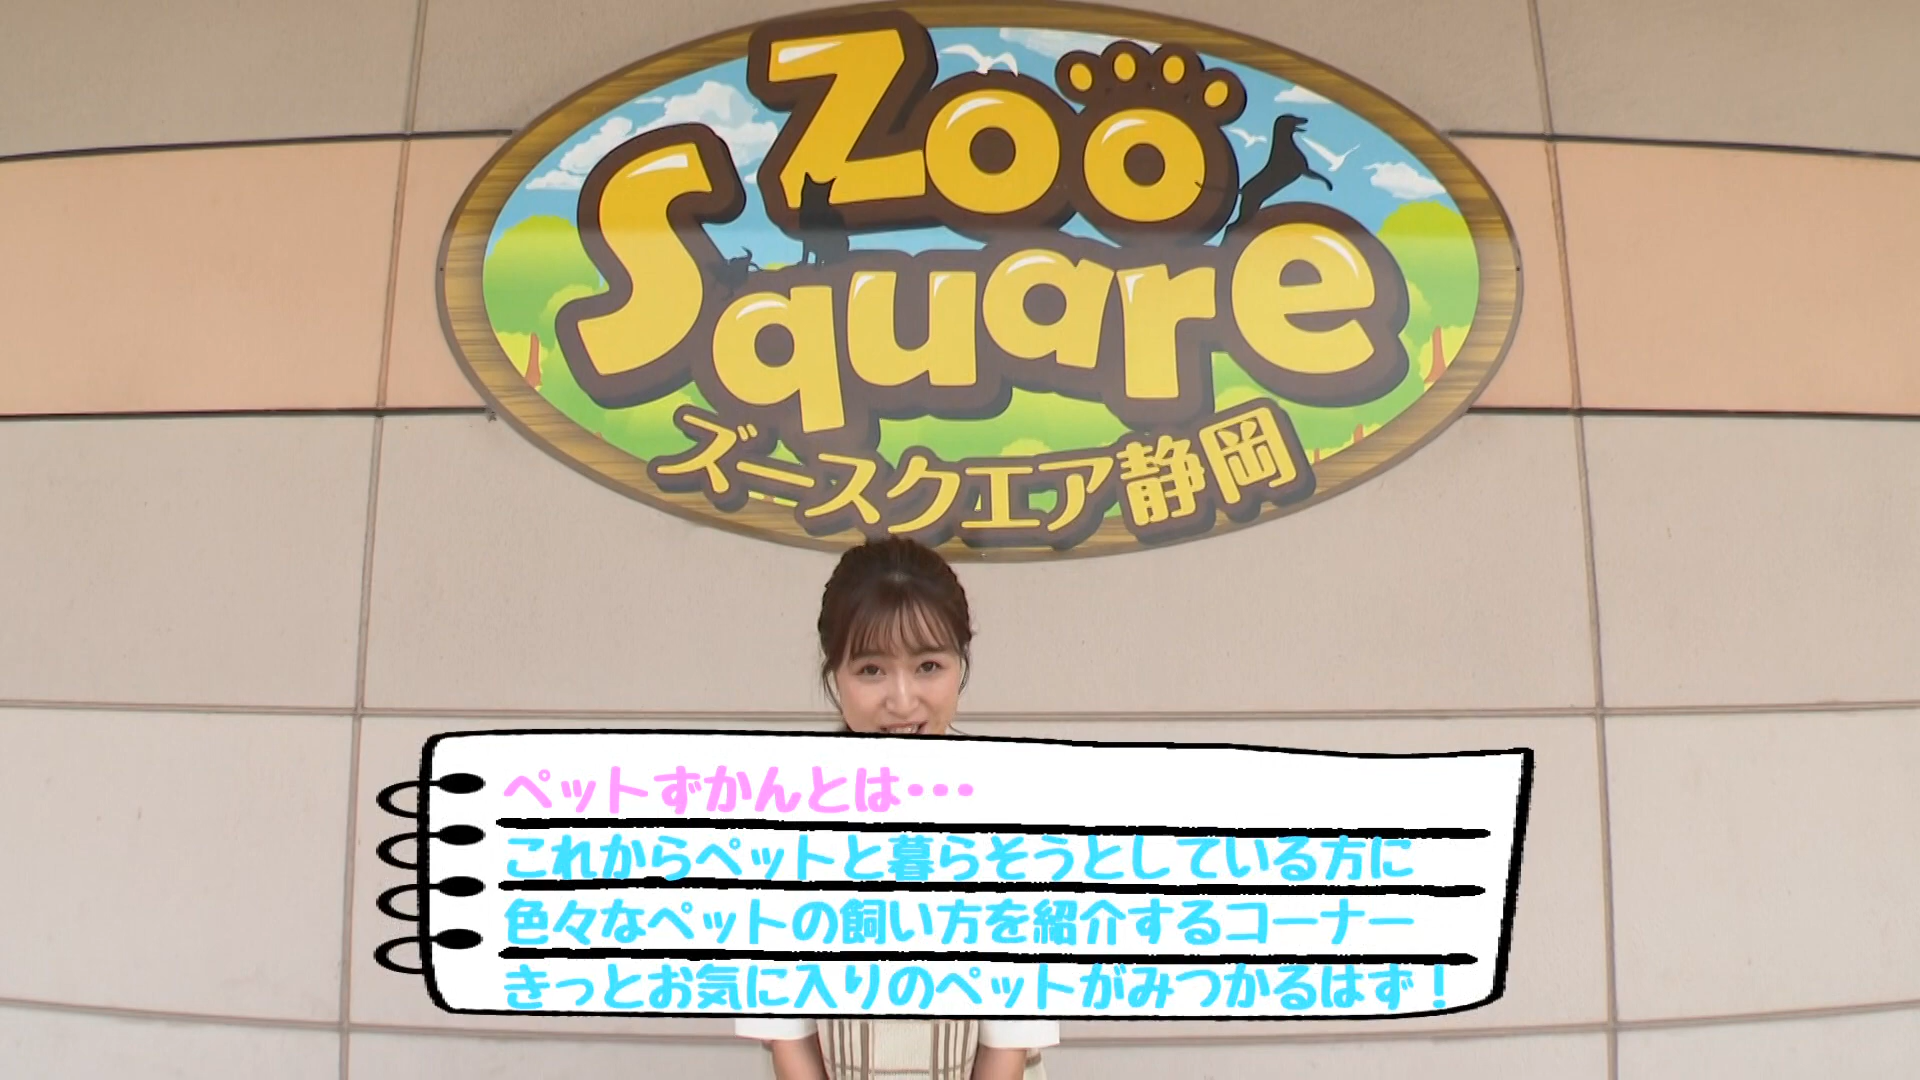 Zoo
Square
ズースクエア静岡
ペットずかんとは・・・
これからペットと暮らそうとしている方に
色々なペットの飼い方を紹介するコーナー
きっとお気に入りのペットがみつかるはず！